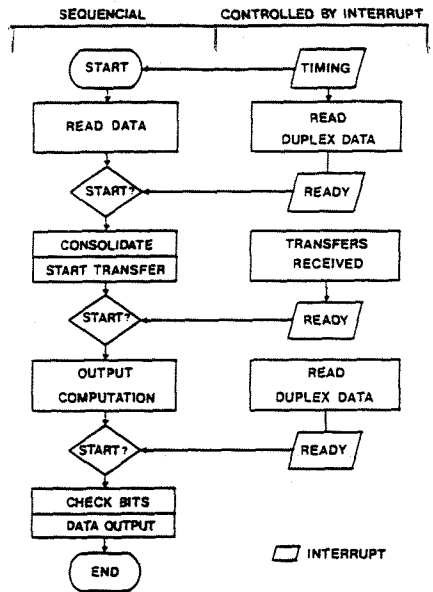 SEQUENCIAL
CONTROLLED BY INTERRUPT
START
TIMING
READ DATA
READ
DUPLEX DATA
START?
READY
CONSOLIDATE
START TRANSFER
TRANSFERS
RECEIVED
START?
READY
OUTPUT
COMPUTATION
READ
DUPLEX DATA
START?
READY
CHECK BITS
DATA OUTPUT
INTERRUPT
END